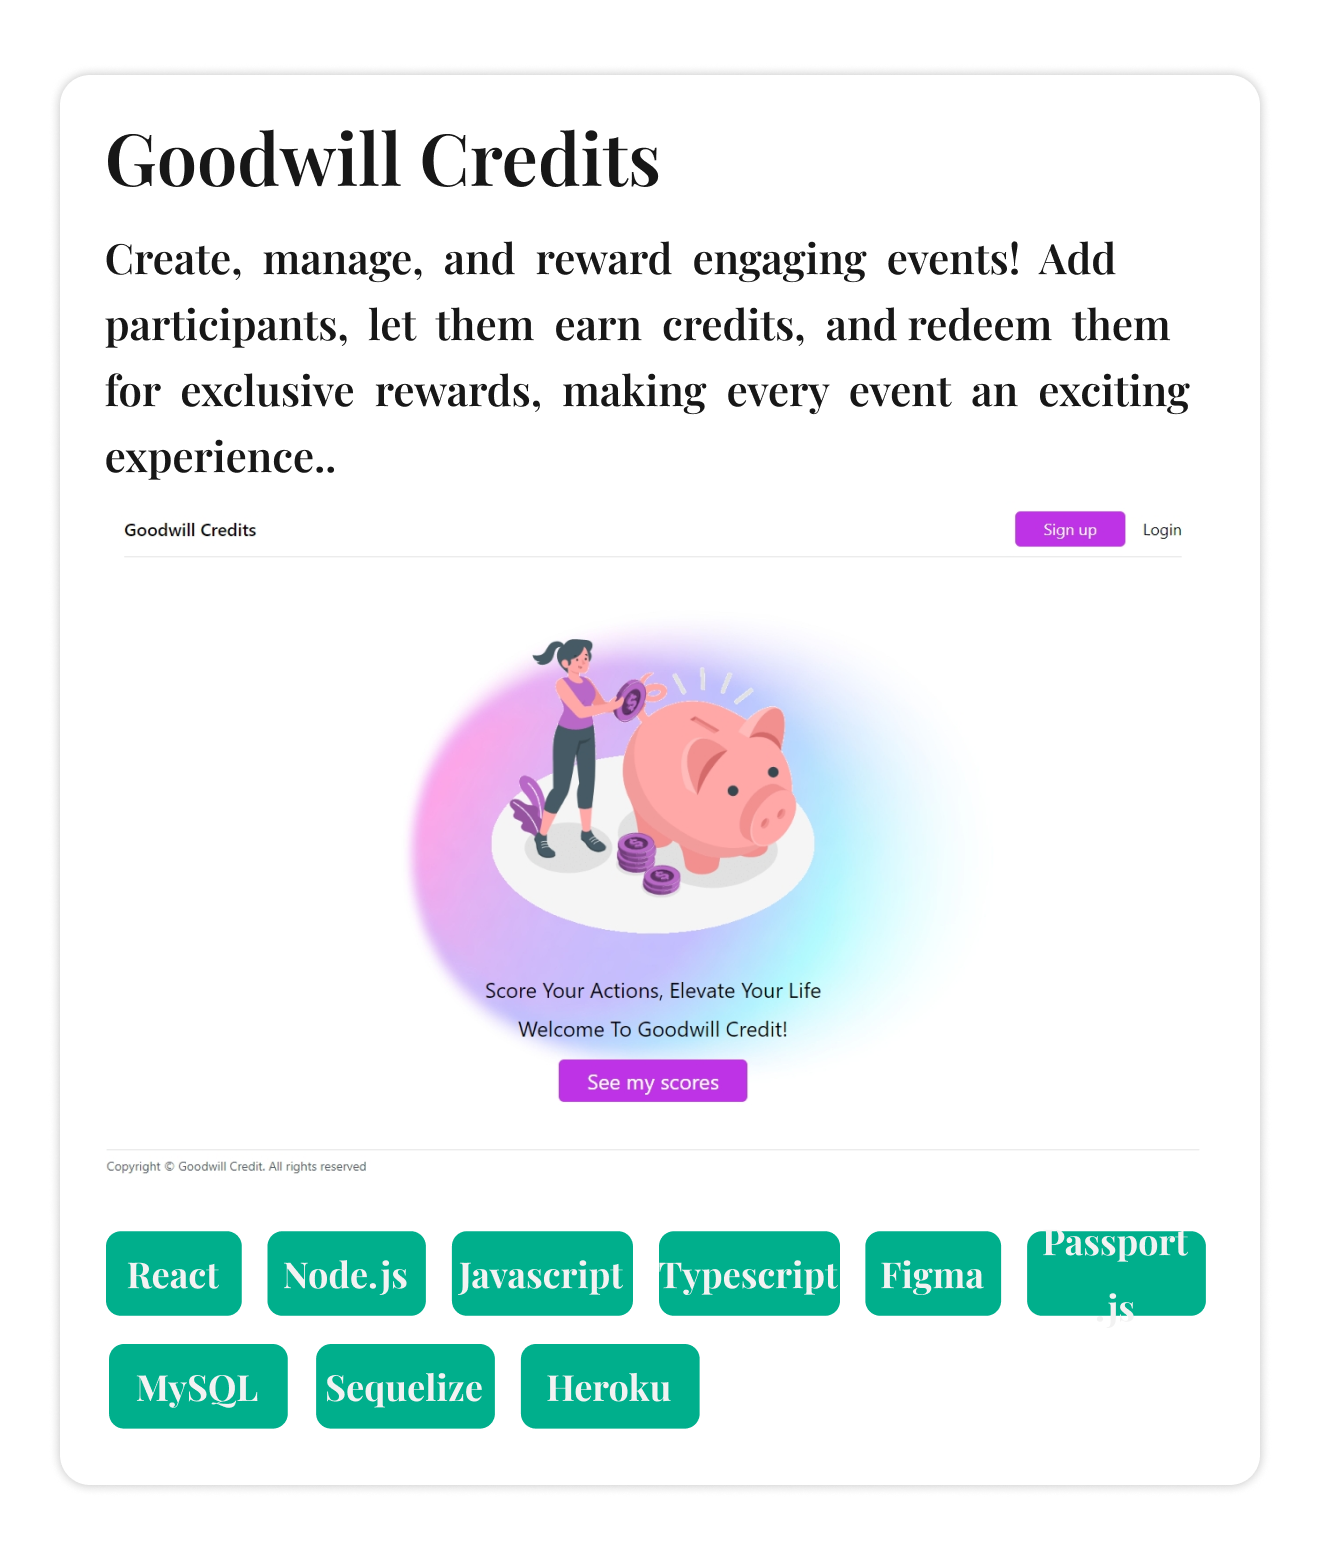 Goodwill Credits
Create, manage, and reward engaging events! Add
participants, let them earn credits, and redeem them
for exclusive rewards, making every event an exciting
experience..
Goodwill Credits
Sign up
Login
Score Your Actions, Elevate Your Life
Welcome To Goodwill Credit!
See my scores
Copyright © Goodwill Credit. All rights reserved
React
Node.js
Javascript
Typescript
Figma
Passport
.js
MySQL
Sequelize
Heroku